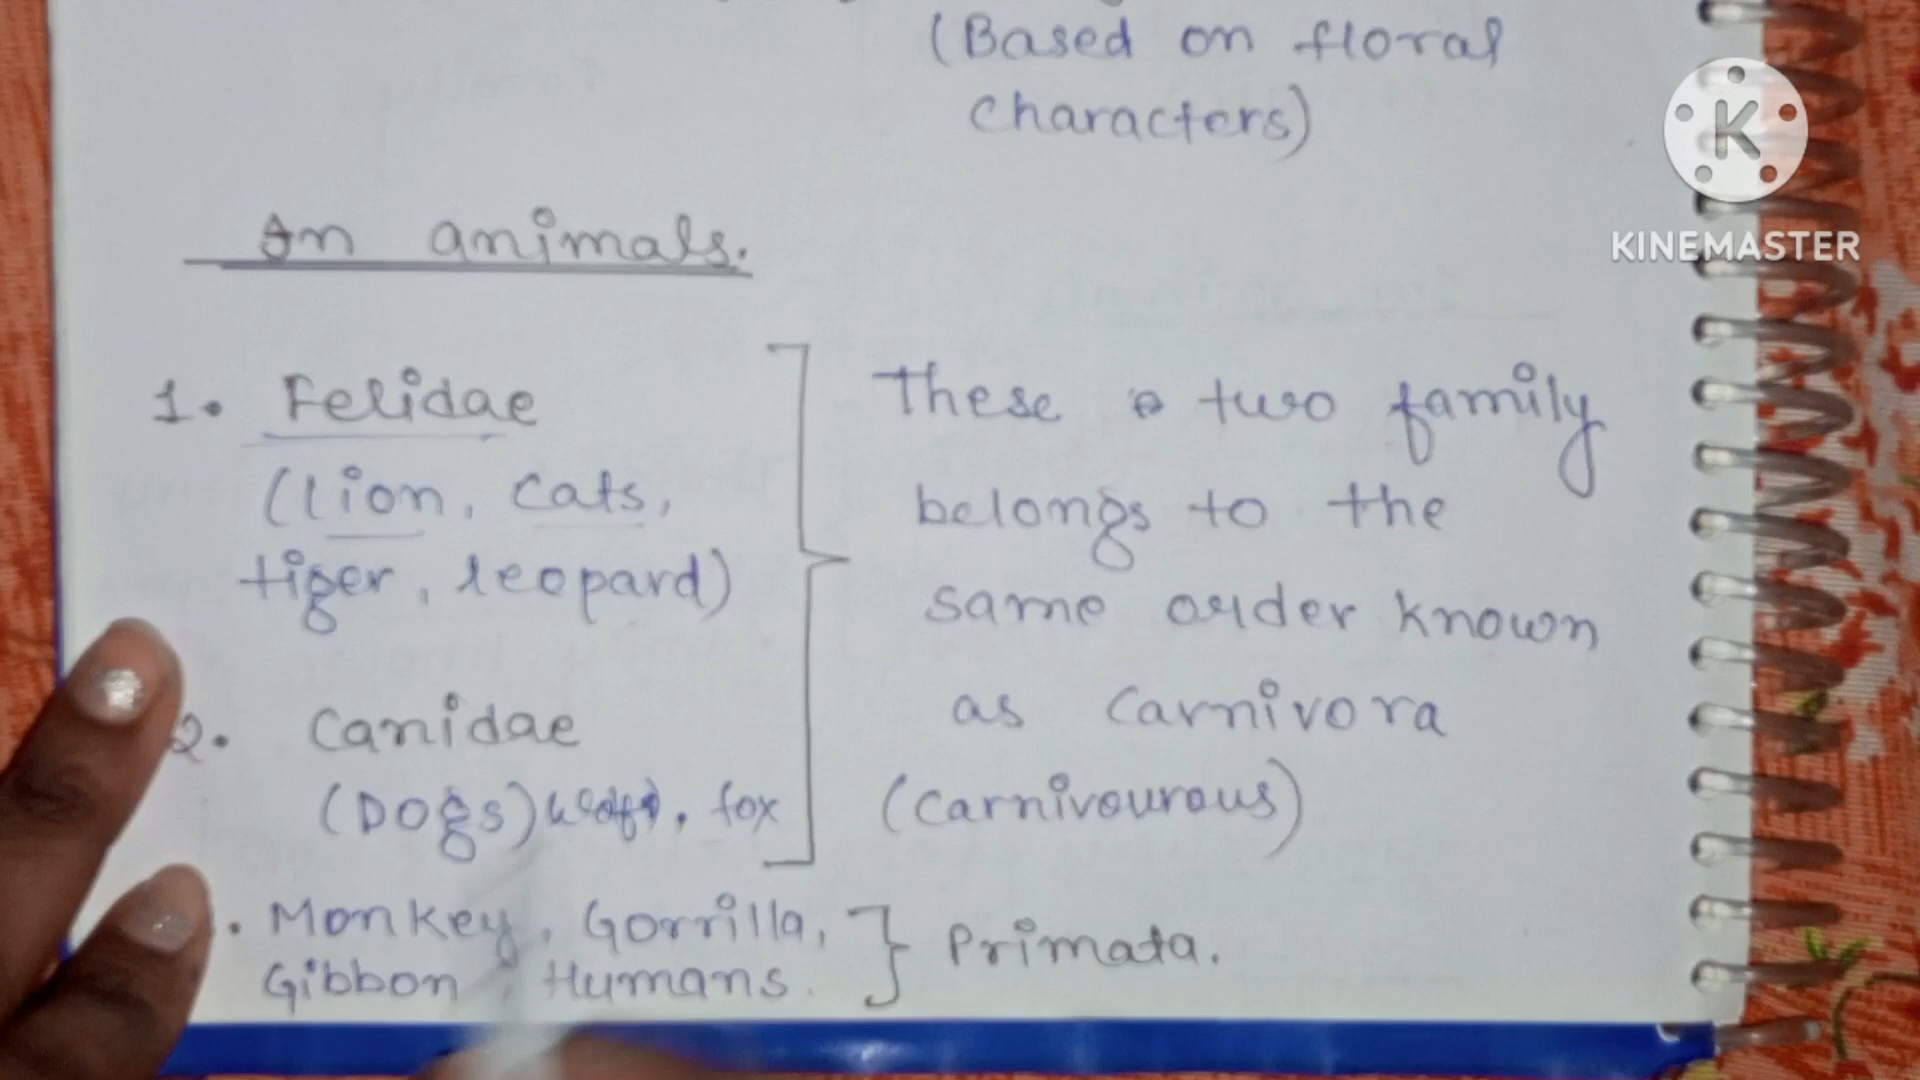 (Based on floral
characters)
In animals.
1. Felidae
(lion, cats,
tiger, leopard)
2. Canidae
(Dogs) , fox
These two family
belongs to the
same order known
as Carnivora
(Carnivourous)
. Monkey, Gorrilla,
Gibbon, Humans.
Primata.
K
KINEMASTER